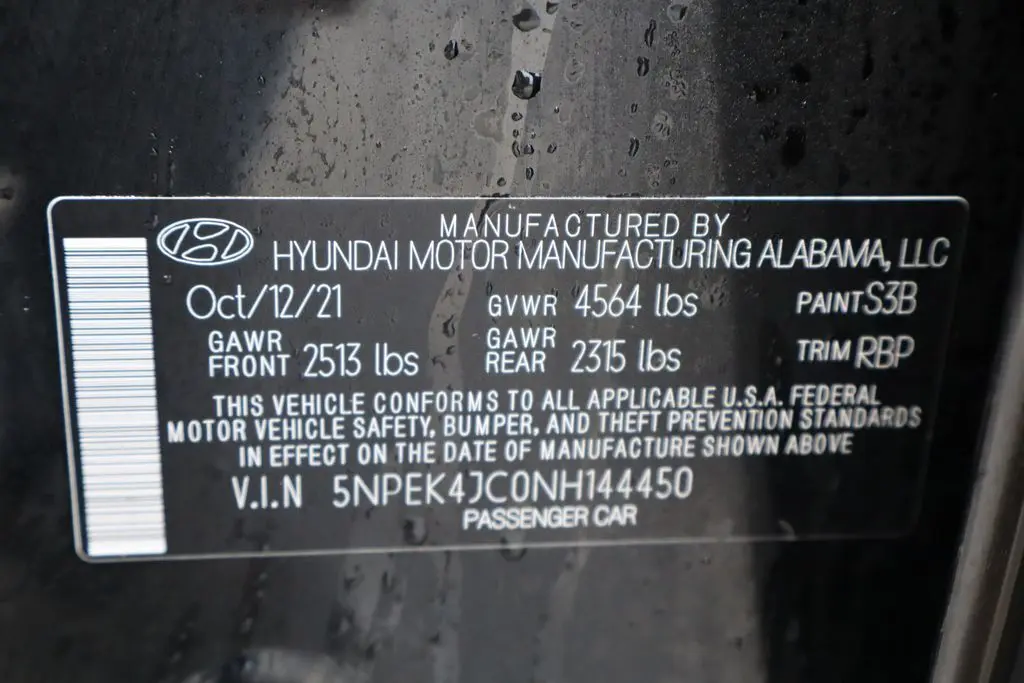 MANUFACTURED BY
HYUNDAI MOTOR MANUFACTURING ALABAMA, LLC
Oct/12/21 GVWR 4564 lbs PAINT S3B
GAWR FRONT 2513 lbs GAWR REAR 2315 lbs TRIM RBP
THIS VEHICLE CONFORMS TO ALL APPLICABLE U.S.A. FEDERAL
MOTOR VEHICLE SAFETY, BUMPER, AND THEFT PREVENTION STANDARDS
IN EFFECT ON THE DATE OF MANUFACTURE SHOWN ABOVE
V.I.N 5NPEK4JC0NH144450
PASSENGER CAR